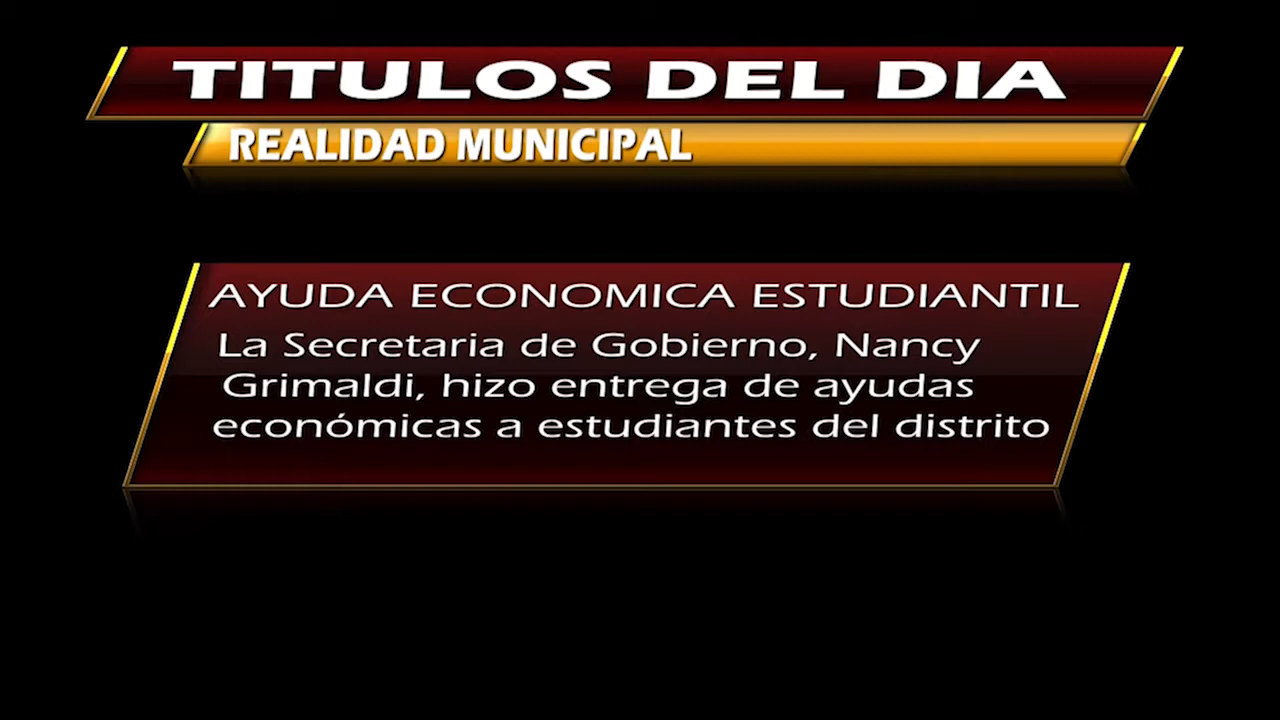 TITULOS DEL DIA
REALIDAD MUNICIPAL
AYUDA ECONOMICA ESTUDIANTIL
La Secretaria de Gobierno, Nancy
Grimaldi, hizo entrega de ayudas
económicas a estudiantes del distrito